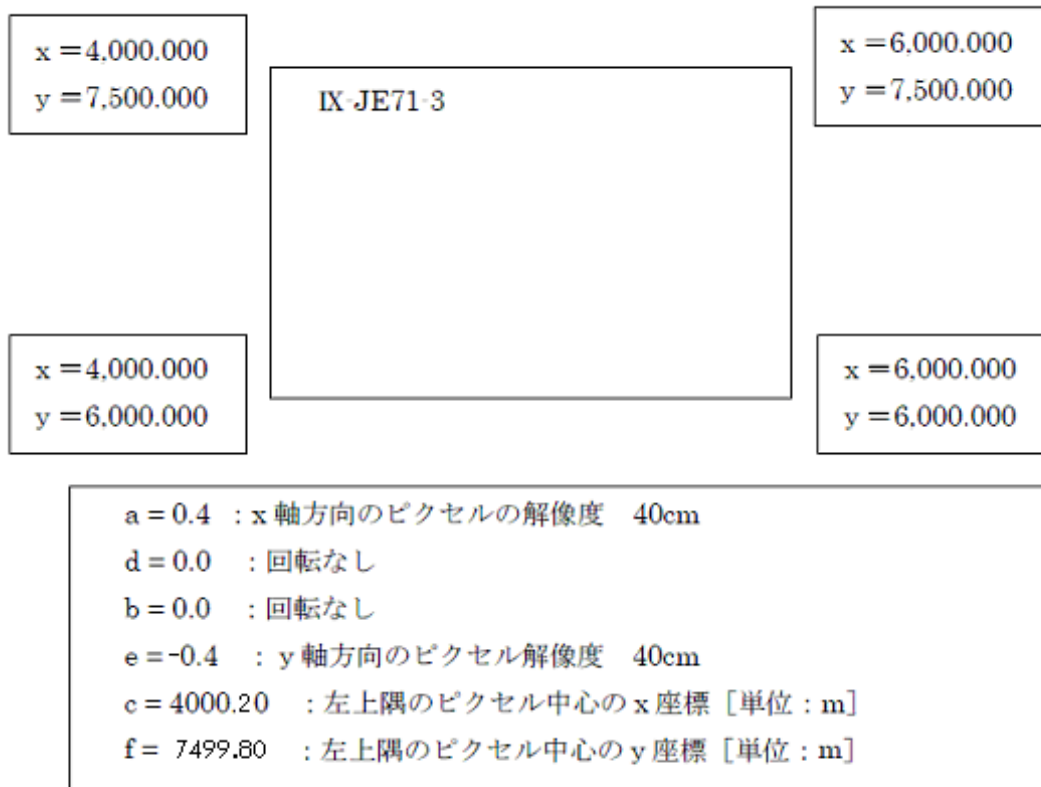 x＝4,000.000
y＝7,500.000
x＝6,000.000
y＝7,500.000
Ⅸ-JE71-3
x＝4,000.000
y＝6,000.000
x＝6,000.000
y＝6,000.000
a = 0.4 ：x 軸方向のピクセルの解像度　40cm
d = 0.0 ：回転なし
b = 0.0 ：回転なし
e = -0.4 ：y 軸方向のピクセル解像度　40cm
c = 4000.20 ：左上隅のピクセル中心の x 座標［単位：m］
f = 7499.80 ：左上隅のピクセル中心の y 座標［単位：m］